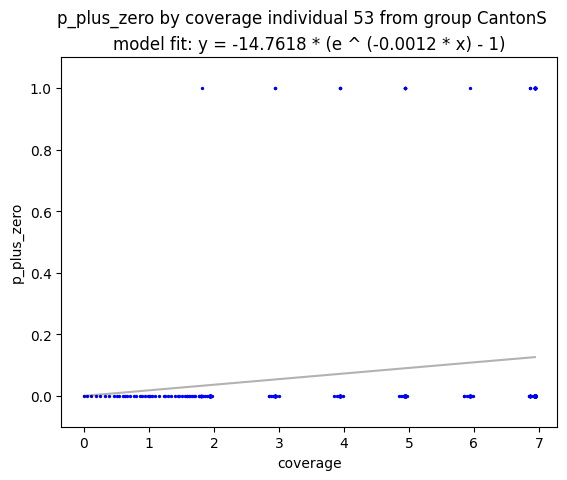 p_plus_zero by coverage individual 53 from group CantonS
model fit: y = -14.7618 * (e ^ (-0.0012 * x) - 1)
1.0
0.8
0.6
0.4
0.2
0.0
p_plus_zero
0 1 2 3 4 5 6 7
coverage